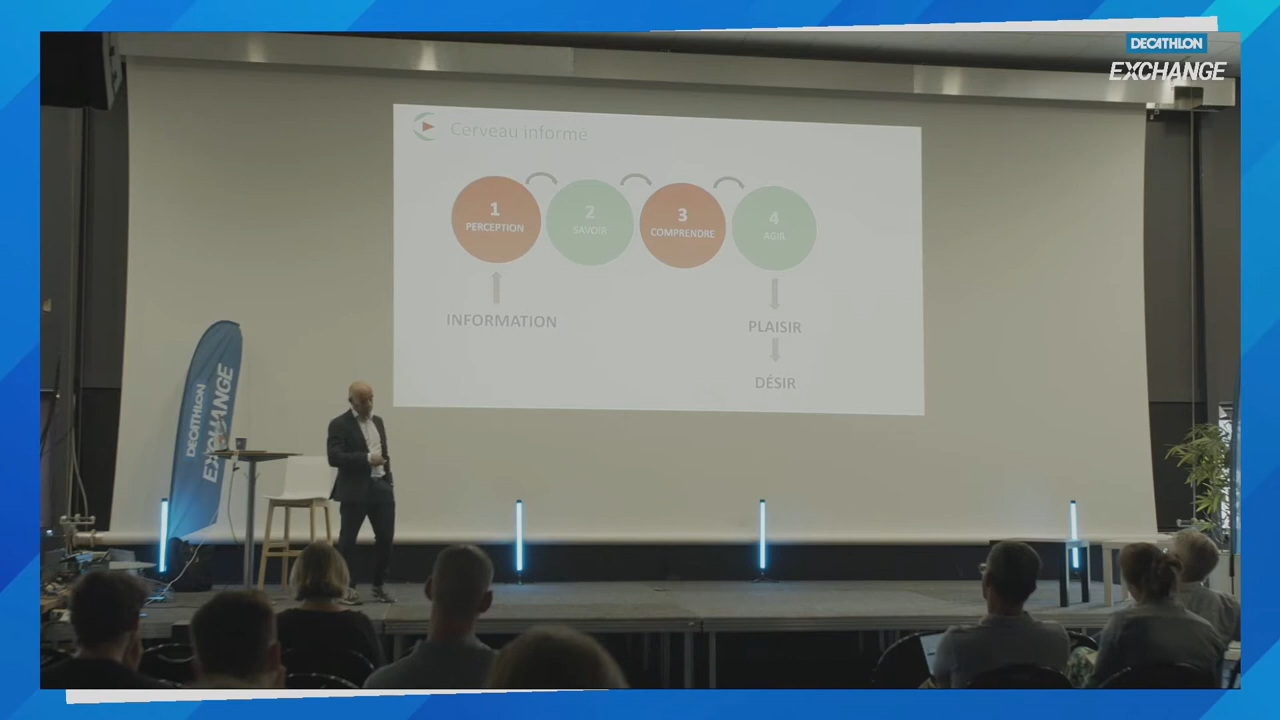 DECATHLON
EXCHANGE
Cerveau informé
1
PERCEPTION
2
SAVOIR
3
COMPRENDRE
4
AGIR
INFORMATION
PLAISIR
DÉSIR
DECATHLON
EXCHANGE